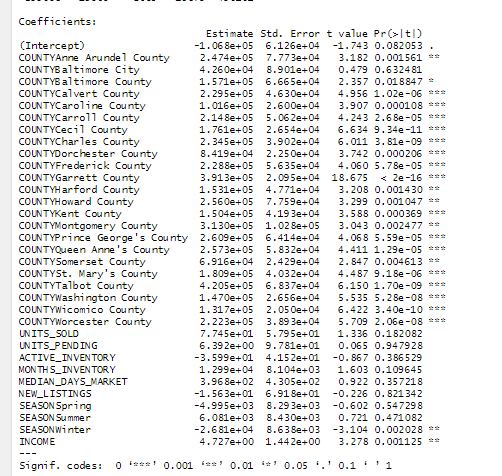 Coefficients:
Estimate Std. Error t value Pr(>|t|)
(Intercept) -1.068e+05 6.126e+04 -1.743 0.082053 .
COUNTYAnne Arundel County 2.474e+05 7.773e+04 3.182 0.001561 **
COUNTYBaltimore City 4.260e+04 8.901e+04 0.479 0.632481
COUNTYBaltimore County 1.571e+05 6.665e+04 2.357 0.018847 *
COUNTYCalvert County 2.295e+05 4.630e+04 4.956 1.02e-06 ***
COUNTYCaroline County 1.016e+05 2.600e+04 3.907 0.000108 ***
COUNTYCarroll County 2.148e+05 5.062e+04 4.243 2.68e-05 ***
COUNTYCecil County 1.761e+05 2.654e+04 6.634 9.34e-11 ***
COUNTYCharles County 2.345e+05 3.902e+04 6.011 3.81e-09 ***
COUNTYDorchester County 8.419e+04 2.250e+04 3.742 0.000206 ***
COUNTYFrederick County 2.288e+05 5.635e+04 4.060 5.78e-05 ***
COUNTYGarrett County 3.913e+05 2.095e+04 18.675 < 2e-16 ***
COUNTYHarford County 1.531e+05 4.771e+04 3.208 0.001430 **
COUNTYHoward County 2.560e+05 7.759e+04 3.299 0.001047 **
COUNTYKent County 1.504e+05 4.193e+04 3.588 0.000369 ***
COUNTYMontgomery County 3.130e+05 1.028e+05 3.043 0.002477 **
COUNTYPrince George's County 2.609e+05 6.414e+04 4.068 5.59e-05 ***
COUNTYQueen Anne's County 2.573e+05 5.832e+04 4.411 1.29e-05 ***
COUNTYSomerset County 6.916e+04 2.429e+04 2.847 0.004613 **
COUNTYSt. Mary's County 1.809e+05 4.032e+04 4.487 9.18e-06 ***
COUNTYTalbot County 4.205e+05 6.837e+04 6.150 1.70e-09 ***
COUNTYWashington County 1.470e+05 2.656e+04 5.535 5.28e-08 ***
COUNTYWicomico County 1.317e+05 2.050e+04 6.422 3.40e-10 ***
COUNTYWorcester County 2.223e+05 3.893e+04 5.709 2.06e-08 ***
UNITS_SOLD 7.745e+01 5.795e+01 1.336 0.182082
UNITS_PENDING 6.392e+00 9.781e+01 0.065 0.947928
ACTIVE_INVENTORY -3.599e+01 4.152e+01 -0.867 0.386529
MONTHS_INVENTORY 1.299e+04 8.104e+03 1.603 0.109645
MEDIAN_DAYS_MARKET 3.968e+02 4.305e+02 0.922 0.357218
NEW_LISTINGS -1.563e+01 6.918e+01 -0.226 0.821342
SEASONSpring -4.995e+03 8.293e+03 -0.602 0.547298
SEASONSummer 6.081e+03 8.430e+03 0.721 0.471082
SEASONWinter -2.681e+04 8.638e+03 -3.104 0.002028 **
INCOME 4.727e+00 1.442e+00 3.278 0.001125 **
---
Signif. codes: 0 ‘***’ 0.001 ‘**’ 0.01 ‘*’ 0.05 ‘.’ 0.1 ‘ ’ 1